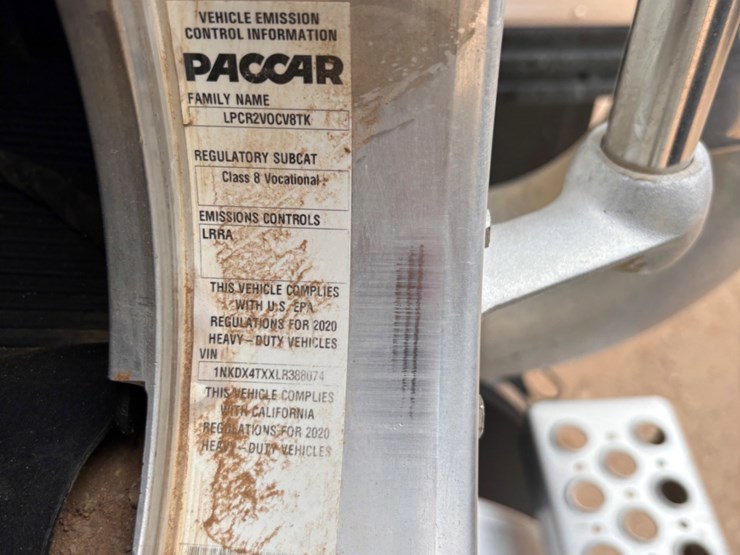 VEHICLE EMISSION
CONTROL INFORMATION
PACCAR
FAMILY NAME
LPCR2VOCV8TK
REGULATORY SUBCAT
Class 8 Vocational
EMISSIONS CONTROLS
LRRA
THIS VEHICLE COMPLIES
WITH U.S. EPA
REGULATIONS FOR 2020
HEAVY-DUTY VEHICLES
VIN
1NKDX4TXXLR388074
THIS VEHICLE COMPLIES
WITH CALIFORNIA
REGULATIONS FOR 2020
HEAVY-DUTY VEHICLES